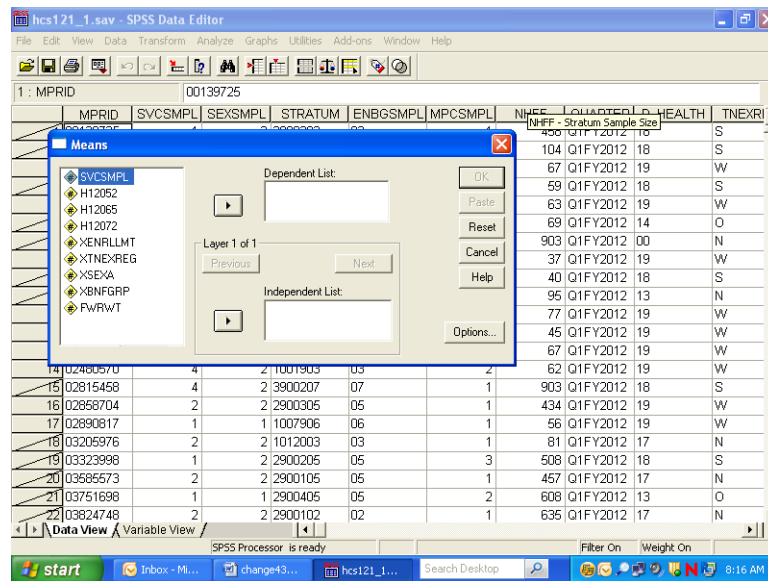 hcs121_1.sav - SPSS Data Editor
File Edit View Data Transform Analyze Graphs Utilities Add-ons Window Help
1 : MPRID 00139725
MPRID SVCSMPL SEXSMPL STRATUM ENBGSMPL MPCSMPL
NHFF - Stratum Sample Size
Means
SVCSMPL
H12052
H12065
H12072
XENRLLMT
XTNEXREG
XSEXA
XBNFGRP
FWRWT
Dependent List:
Layer 1 of 1
Previous Next
Independent List:
OK
Paste
Reset
Cancel
Help
Options...
104 Q1FY2012 18 S
67 Q1FY2012 19 W
59 Q1FY2012 18 S
63 Q1FY2012 19 W
69 Q1FY2012 14 O
903 Q1FY2012 00 N
37 Q1FY2012 19 W
40 Q1FY2012 18 S
95 Q1FY2012 13 N
77 Q1FY2012 19 W
45 Q1FY2012 19 W
67 Q1FY2012 19 W
14 02480570 4 2 1001903 03 2 62 Q1FY2012 19 W
15 02815458 4 2 3900207 07 1 903 Q1FY2012 18 S
16 02858704 2 2 2900305 05 1 434 Q1FY2012 19 W
17 02890817 1 1 1007906 06 1 56 Q1FY2012 19 W
18 03205976 2 2 1012003 03 1 81 Q1FY2012 17 N
19 03323998 1 2 2900205 05 3 508 Q1FY2012 18 S
20 03585573 2 2 2900105 05 1 457 Q1FY2012 17 N
21 03751698 1 1 2900405 05 2 608 Q1FY2012 13 O
22 03824748 2 2 2900102 02 1 635 Q1FY2012 17 N
Data View Variable View
SPSS Processor is ready Filter On Weight On
start Inbox - Mi... change43... hcs121_1... Search Desktop 8:16 AM